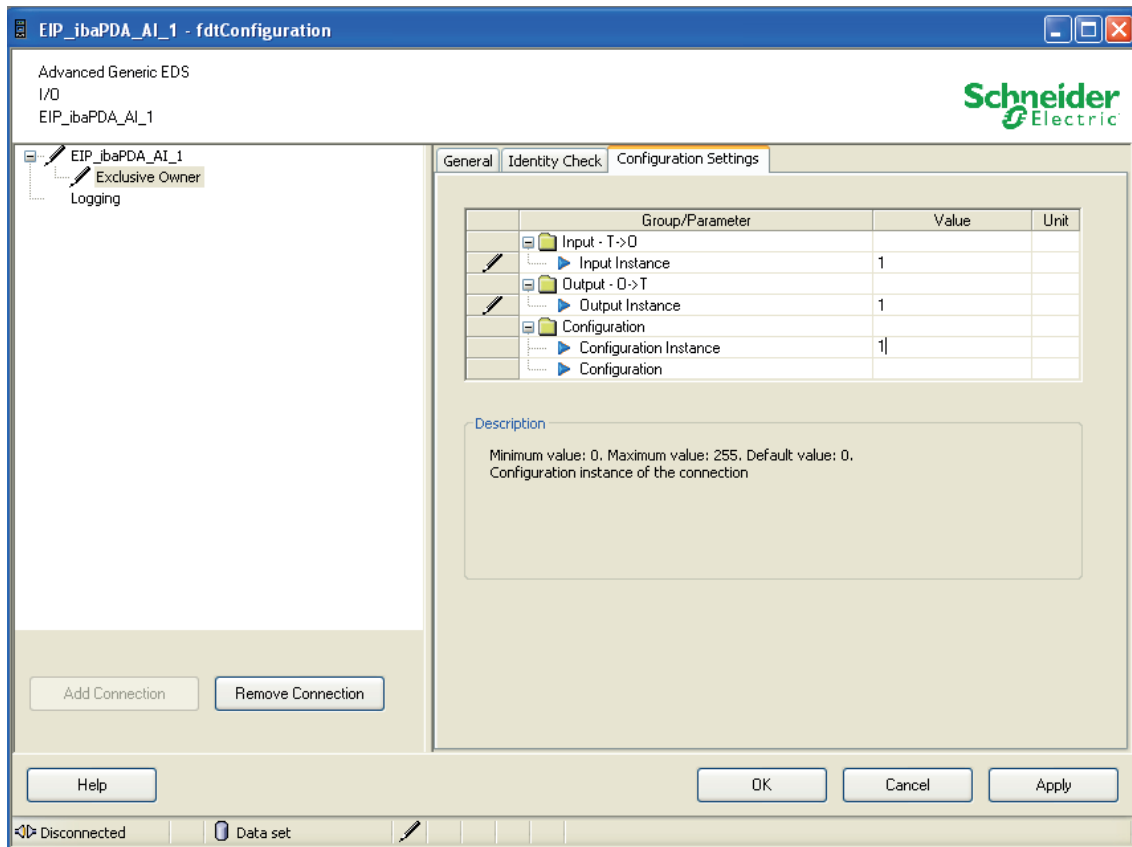 EIP_ibaPDA_AI_1 - fdtConfiguration
Advanced Generic EDS
I/O
EIP_ibaPDA_AI_1
Schneider
Electric
EIP_ibaPDA_AI_1
Exclusive Owner
Logging
General Identity Check Configuration Settings
Group/Parameter Value Unit
Input - T->O
Input Instance 1
Output - O->T
Output Instance 1
Configuration
Configuration Instance 1
Configuration
Description
Minimum value: 0. Maximum value: 255. Default value: 0.
Configuration instance of the connection
Add Connection Remove Connection
Help OK Cancel Apply
Disconnected Data set